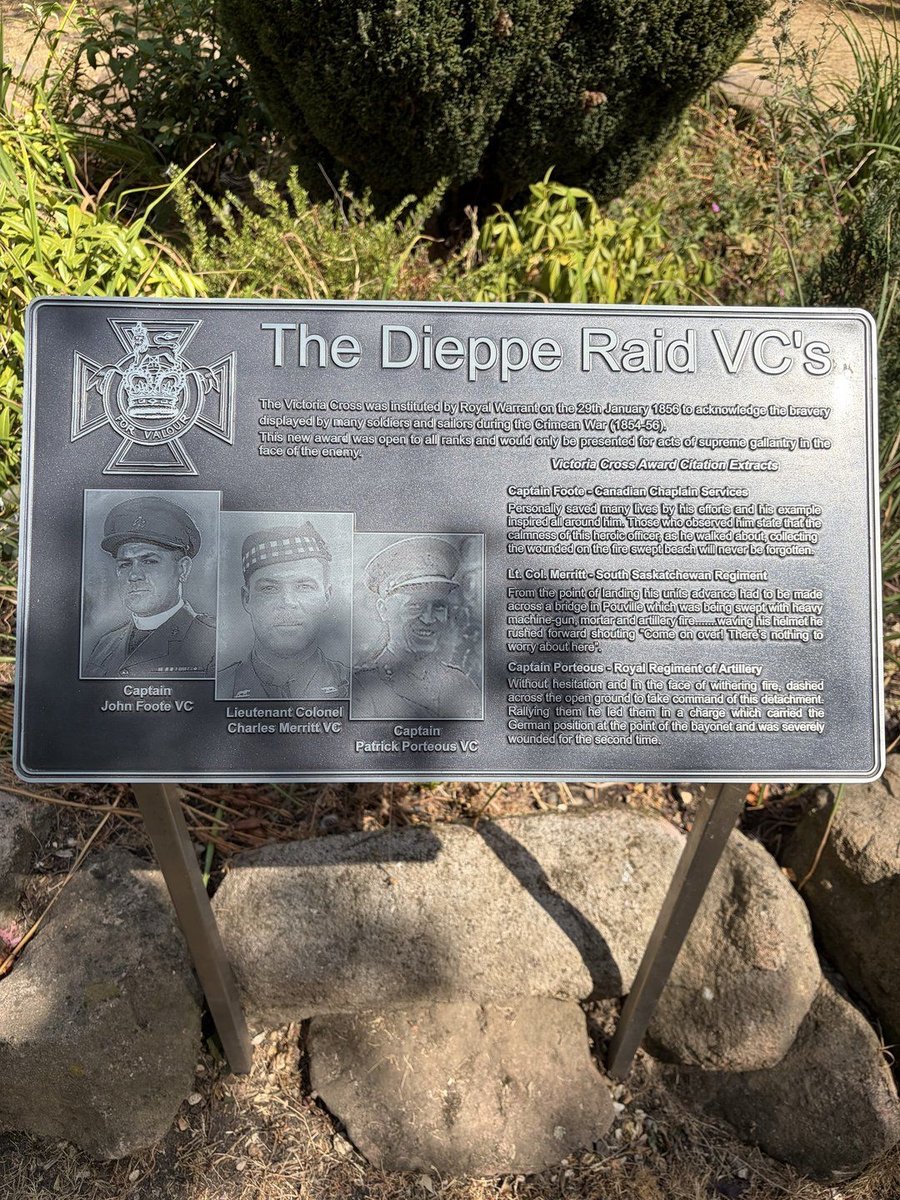 The Dieppe Raid VC's
FOR VALOUR
The Victoria Cross was instituted by Royal Warrant on the 29th January 1856 to acknowledge the bravery
displayed by many soldiers and sailors during the Crimean War (1854-56).
This new award was open to all ranks and would only be presented for acts of supreme gallantry in the
face of the enemy.
Victoria Cross Award Citation Extracts
Captain Foote - Canadian Chaplain Services
Personally saved many lives by his efforts and his example
inspired all around him. Those who observed him state that the
calmness of this heroic officer, as he walked about, collecting
the wounded on the fire swept beach will never be forgotten.
Lt. Col. Merritt - South Saskatchewan Regiment
From the point of landing his units advance had to be made
across a bridge in Pouville which was being swept with heavy
machine-gun, mortar and artillery fire.......waving his helmet he
rushed forward shouting "Come on over! There's nothing to
worry about here".
Captain Porteous - Royal Regiment of Artillery
Without hesitation and in the face of withering fire, dashed
across the open ground to take command of this detachment.
Rallying them he led them in a charge which carried the
German position at the point of the bayonet and was severely
wounded for the second time.
Captain
John Foote VC
Lieutenant Colonel
Charles Merritt VC
Captain
Patrick Porteous VC